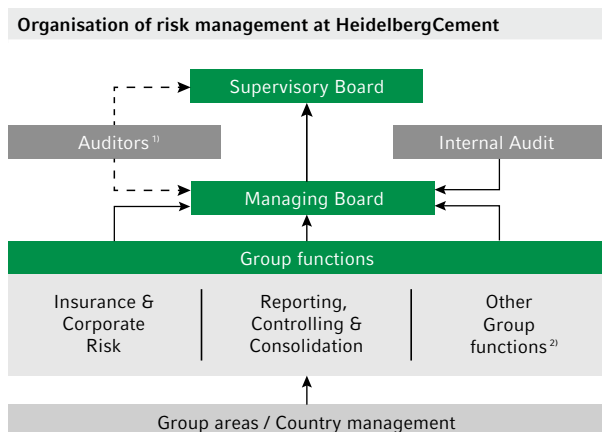 Organisation of risk management at HeidelbergCement
Supervisory Board
Auditors 1)
Internal Audit
Managing Board
Group functions
Insurance &
Corporate
Risk
Reporting,
Controlling &
Consolidation
Other
Group
functions 2)
Group areas / Country management